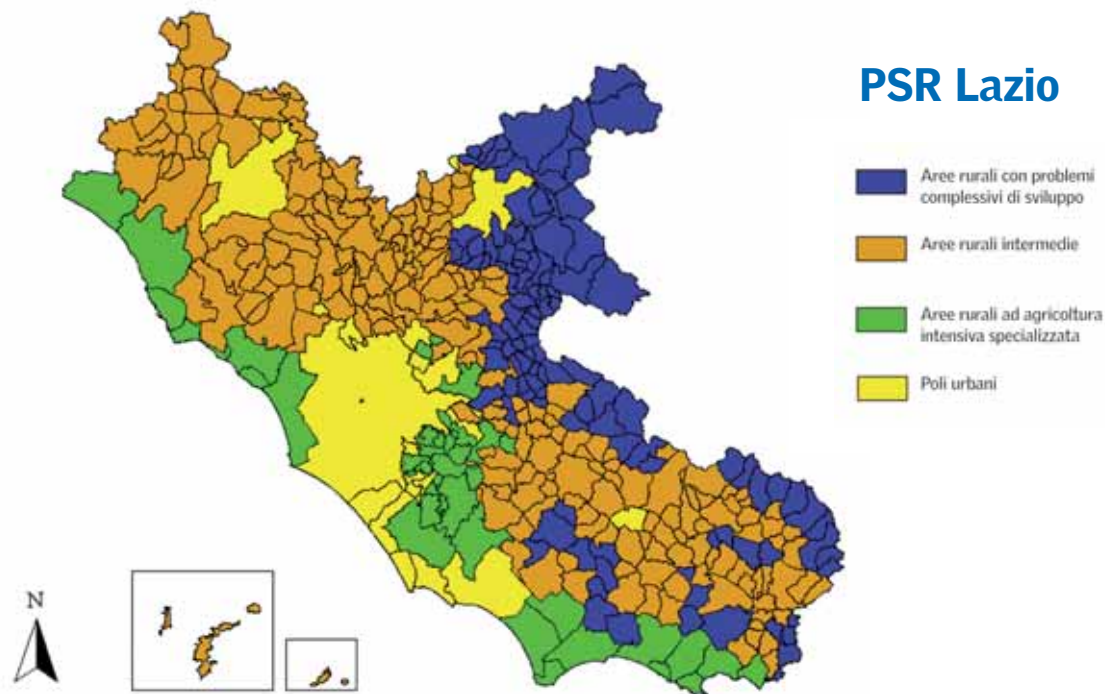 PSR Lazio
Aree rurali con problemi
complessivi di sviluppo
Aree rurali intermedie
Aree rurali ad agricoltura
intensiva specializzata
Poli urbani
N